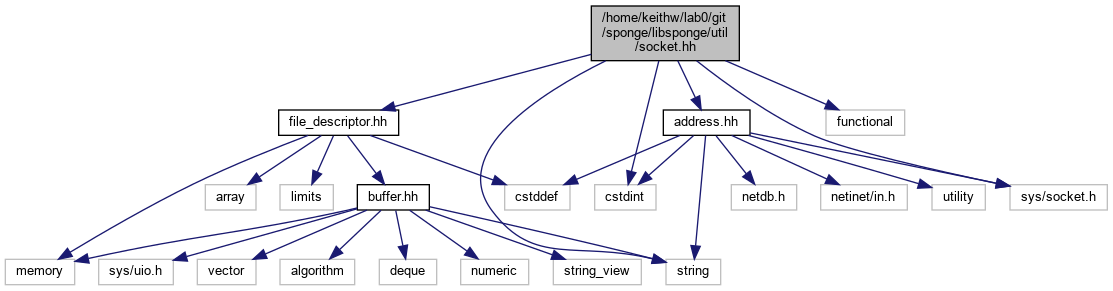 /home/keithw/lab0/git
/sponge/libsponge/util
/socket.hh
file_descriptor.hh
address.hh
functional
array
limits
buffer.hh
cstddef
cstdint
netdb.h
netinet/in.h
utility
sys/socket.h
memory
sys/uio.h
vector
algorithm
deque
numeric
string_view
string